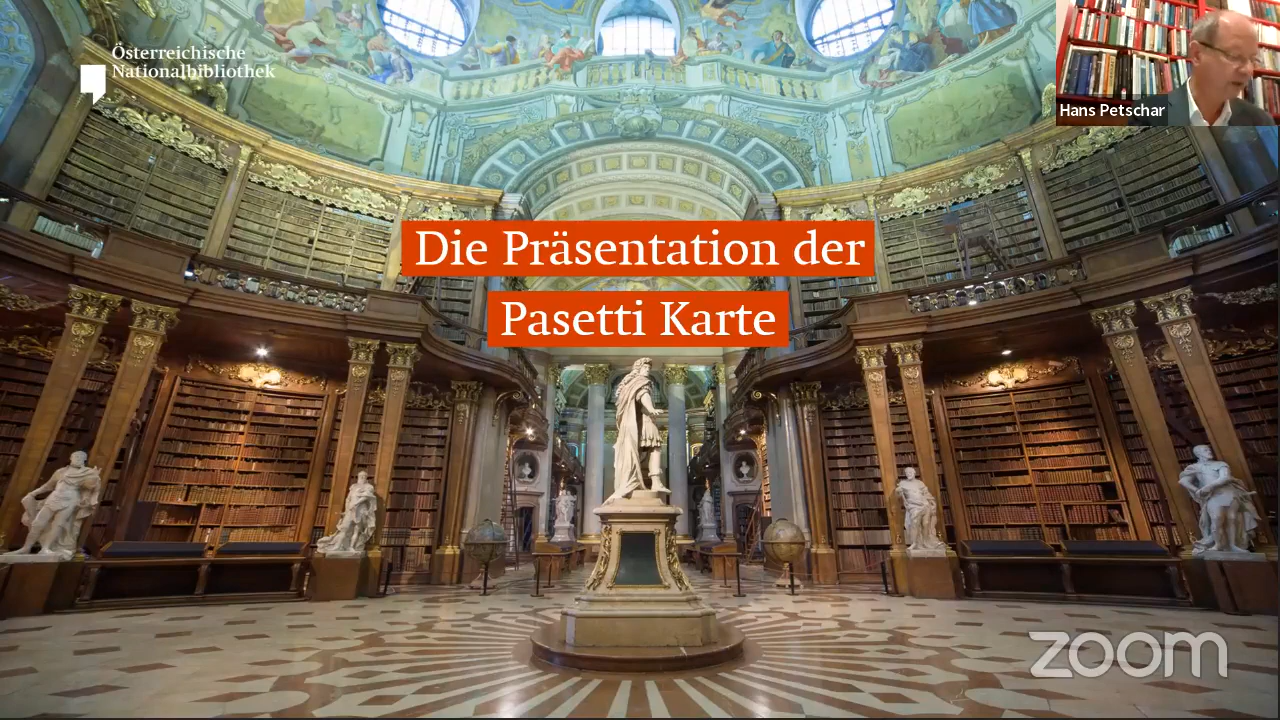 Österreichische
Nationalbibliothek
Hans Petschar
Die Präsentation der
Pasetti Karte
zoom